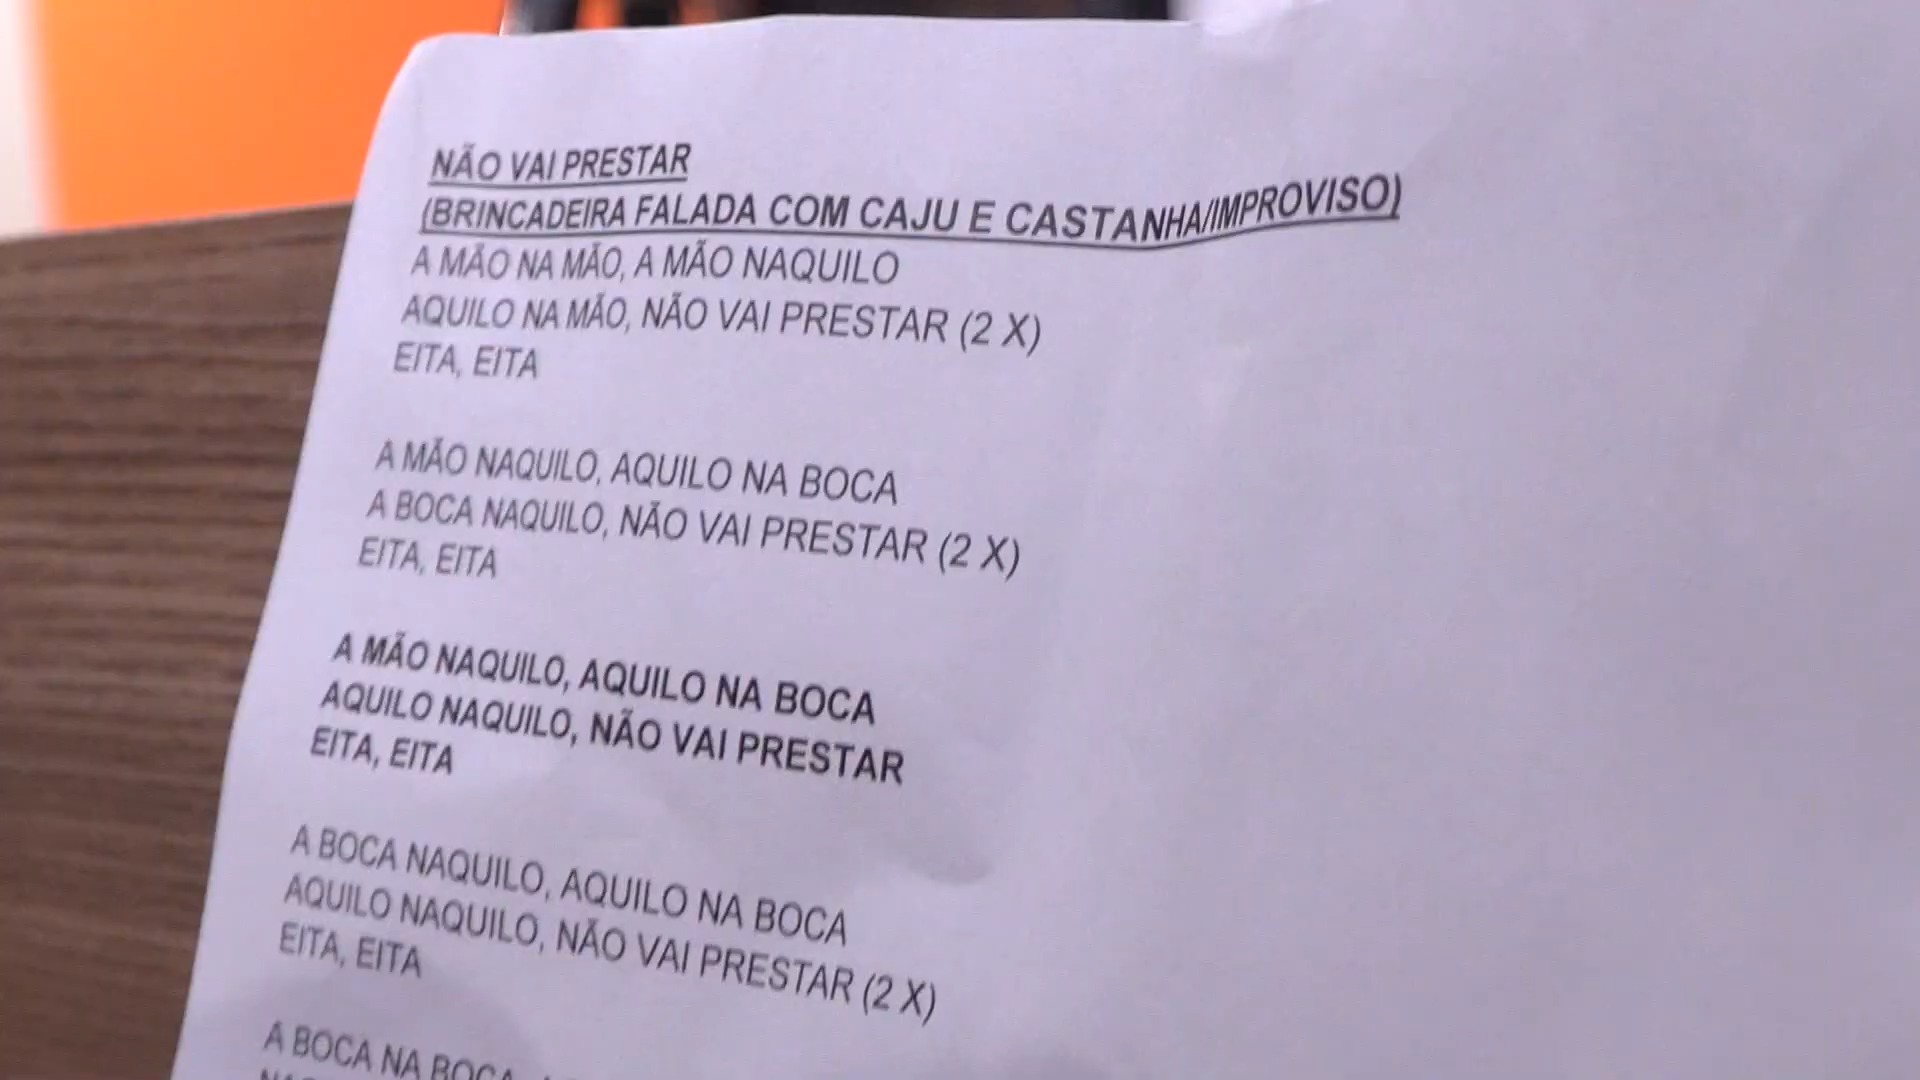 NÃO VAI PRESTAR
(BRINCADEIRA FALADA COM CAJU E CASTANHA/IMPROVISO)
A MÃO NA MÃO, A MÃO NAQUILO
AQUILO NA MÃO, NÃO VAI PRESTAR (2 X)
EITA, EITA
A MÃO NAQUILO, AQUILO NA BOCA
A BOCA NAQUILO, NÃO VAI PRESTAR (2 X)
EITA, EITA
A MÃO NAQUILO, AQUILO NA BOCA
AQUILO NAQUILO, NÃO VAI PRESTAR
EITA, EITA
A BOCA NAQUILO, AQUILO NA BOCA
AQUILO NAQUILO, NÃO VAI PRESTAR (2 X)
EITA, EITA
A BOCA NA BOCA,